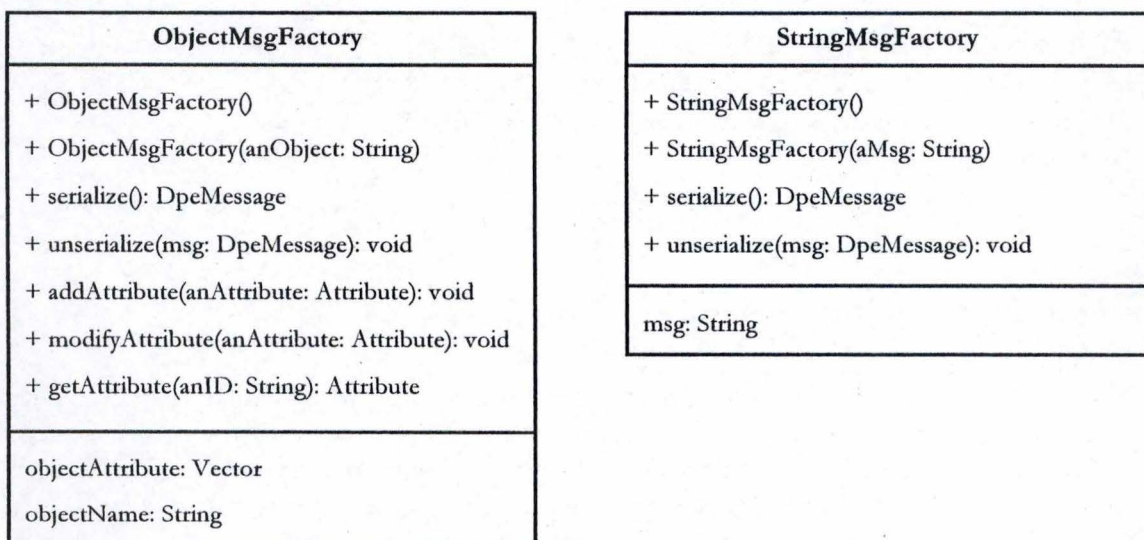 ObjectMsgFactory
+ ObjectMsgFactory()
+ ObjectMsgFactory(anObject: String)
+ serialize(): DpeMessage
+ unserialize(msg: DpeMessage): void
+ addAttribute(anAttribute: Attribute): void
+ modifyAttribute(anAttribute: Attribute): void
+ getAttribute(anID: String): Attribute
objectAttribute: Vector
objectName: String
StringMsgFactory
+ StringMsgFactory()
+ StringMsgFactory(aMsg: String)
+ serialize(): DpeMessage
+ unserialize(msg: DpeMessage): void
msg: String